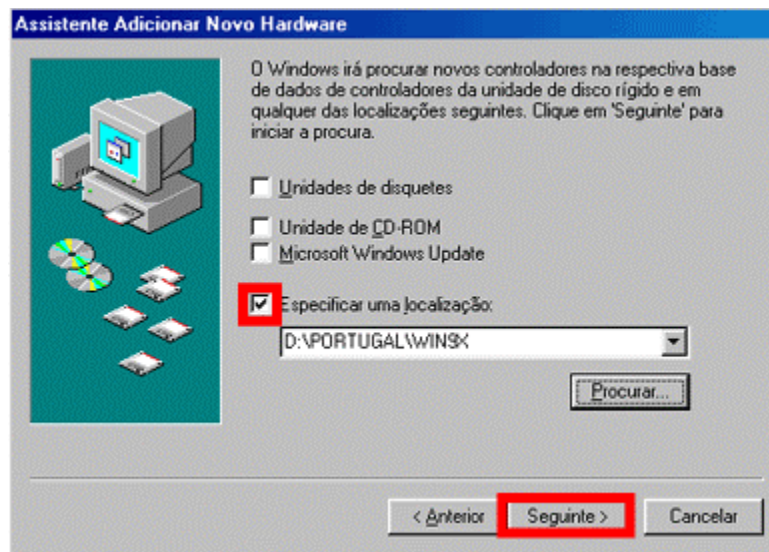 Assistente Adicionar Novo Hardware
O Windows irá procurar novos controladores na respectiva base
de dados de controladores da unidade de disco rígido e em
qualquer das localizações seguintes. Clique em 'Seguinte' para
iniciar a procura.
Unidades de disquetes
Unidade de CD-ROM
Microsoft Windows Update
Especificar uma localização:
D:\PORTUGAL\WIN9X
Procurar...
< Anterior
Seguinte >
Cancelar